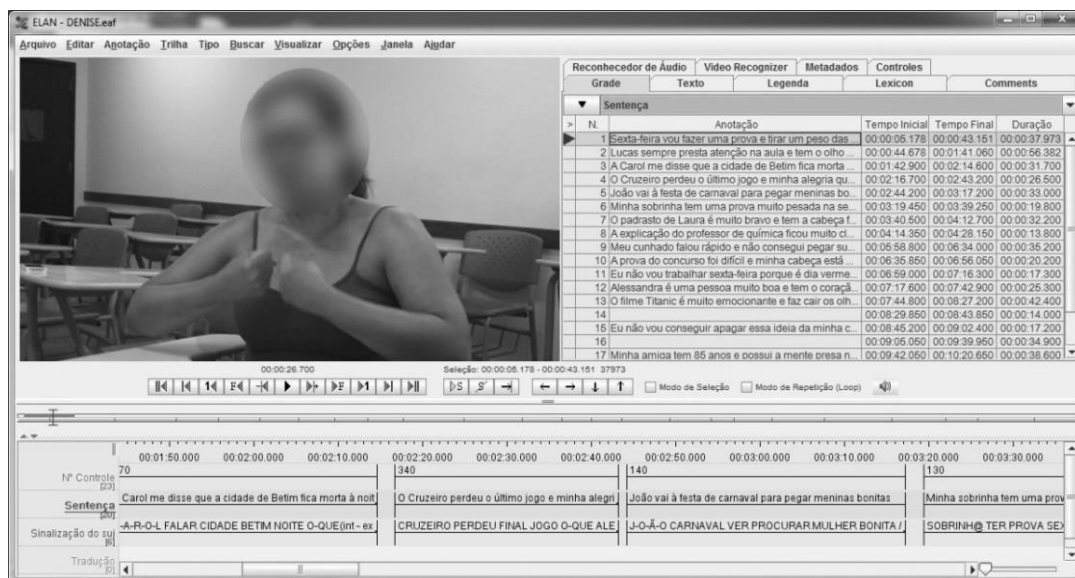 ELAN - DENISE.eaf
Arquivo Editar Anotação Trilha Tipo Buscar Visualizar Opções Janela Ajudar
Reconhecedor de Áudio Video Recognizer Metadados Controles
Grade Texto Legenda Lexicon Comments
Sentença
> N. Anotação Tempo Inicial Tempo Final Duração
1 Sexta-feira vou fazer uma prova e tirar um peso das ... 00:00:05.178 00:00:43.151 00:00:37.973
2 Lucas sempre presta atenção na aula e tem o olho ... 00:00:44.678 00:01:41.060 00:00:56.382
3 A Carol me disse que a cidade de Betim fica morta ... 00:01:42.900 00:02:14.600 00:00:31.700
4 O Cruzeiro perdeu o último jogo e minha alegria qu... 00:02:16.700 00:02:43.200 00:00:26.500
5 João vai à festa de carnaval para pegar meninas bo... 00:02:44.200 00:03:17.200 00:00:33.000
6 Minha sobrinha tem uma prova muito pesada na se... 00:03:19.450 00:03:39.250 00:00:19.800
7 O padrasto de Laura é muito bravo e tem a cabeça f... 00:03:40.500 00:04:12.700 00:00:32.200
8 A explicação do professor de química ficou muito cl... 00:04:14.350 00:04:28.150 00:00:13.800
9 Meu cunhado falou rápido e não consegui pegar su... 00:05:58.800 00:06:34.000 00:00:35.200
10 A prova do concurso foi difícil e minha cabeça está ... 00:06:35.850 00:06:56.050 00:00:20.200
11 Eu não vou trabalhar sexta-feira porque é dia verme... 00:06:59.000 00:07:16.300 00:00:17.300
12 Alessandra é uma pessoa muito boa e tem o coraçã... 00:07:17.600 00:07:42.900 00:00:25.300
13 O filme Titanic é muito emocionante e faz cair os olh... 00:07:44.800 00:08:27.200 00:00:42.400
14 00:08:29.850 00:08:43.850 00:00:14.000
15 Eu não vou conseguir apagar essa ideia da minha c... 00:08:45.200 00:09:02.400 00:00:17.200
16 00:09:05.050 00:09:39.950 00:00:34.900
17 Minha amiga tem 85 anos e possui a mente presa n... 00:09:42.050 00:10:20.650 00:00:38.600
00:00:26.700 Seleção: 00:00:05.178 - 00:00:43.151 37973
Modo de Seleção Modo de Repetição (Loop)
00:01:50.000 00:02:00.000 00:02:10.000 00:02:20.000 00:02:30.000 00:02:40.000 00:02:50.000 00:03:00.000 00:03:10.000 00:03:20.000 00:03:30.000
Nº Controle 70 340 140 130
[23]
Sentença Carol me disse que a cidade de Betim fica morta à noit O Cruzeiro perdeu o último jogo e minha alegri João vai à festa de carnaval para pegar meninas bonitas Minha sobrinha tem uma prov
[20]
Sinalização do suj -A-R-O-L FALAR CIDADE BETIM NOITE O-QUE(int - ex CRUZEIRO PERDEU FINAL JOGO O-QUE ALE J-O-Ã-O CARNAVAL VER PROCURAR MULHER BONITA / SOBRINH@ TER PROVA SEX
[6]
Tradução
[0]